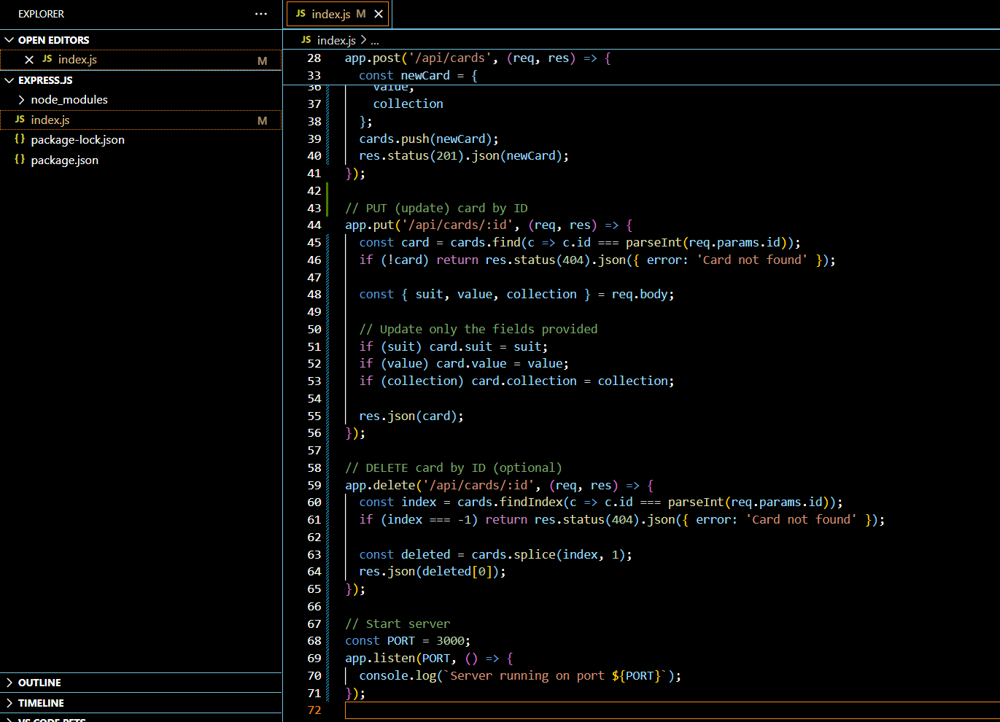 EXPLORER
···
OPEN EDITORS
JS index.js M
EXPRESS.JS
node_modules
JS index.js M
{} package-lock.json
{} package.json
OUTLINE
TIMELINE
VS CODE PETS
JS index.js M
JS index.js > ...
28 app.post('/api/cards', (req, res) => {
33 const newCard = {
36 value,
37 collection
38 };
39 cards.push(newCard);
40 res.status(201).json(newCard);
41 });
42
43 // PUT (update) card by ID
44 app.put('/api/cards/:id', (req, res) => {
45 const card = cards.find(c => c.id === parseInt(req.params.id));
46 if (!card) return res.status(404).json({ error: 'Card not found' });
47
48 const { suit, value, collection } = req.body;
49
50 // Update only the fields provided
51 if (suit) card.suit = suit;
52 if (value) card.value = value;
53 if (collection) card.collection = collection;
54
55 res.json(card);
56 });
57
58 // DELETE card by ID (optional)
59 app.delete('/api/cards/:id', (req, res) => {
60 const index = cards.findIndex(c => c.id === parseInt(req.params.id));
61 if (index === -1) return res.status(404).json({ error: 'Card not found' });
62
63 const deleted = cards.splice(index, 1);
64 res.json(deleted[0]);
65 });
66
67 // Start server
68 const PORT = 3000;
69 app.listen(PORT, () => {
70 console.log(`Server running on port ${PORT}`);
71 });
72